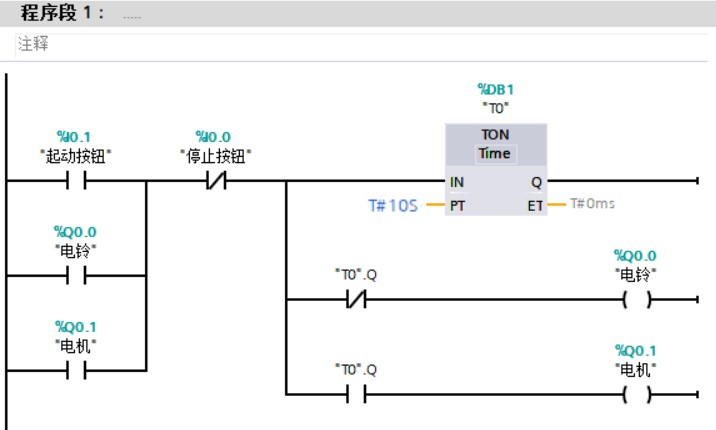 程序段 1： .....
注释
%DB1
"T0"
%I0.1
"起动按钮"
%I0.0
"停止按钮"
TON
Time
IN Q
T#10S PT ET T#0ms
%Q0.0
"电铃"
"T0".Q
%Q0.0
"电铃"
%Q0.1
"电机"
"T0".Q
%Q0.1
"电机"